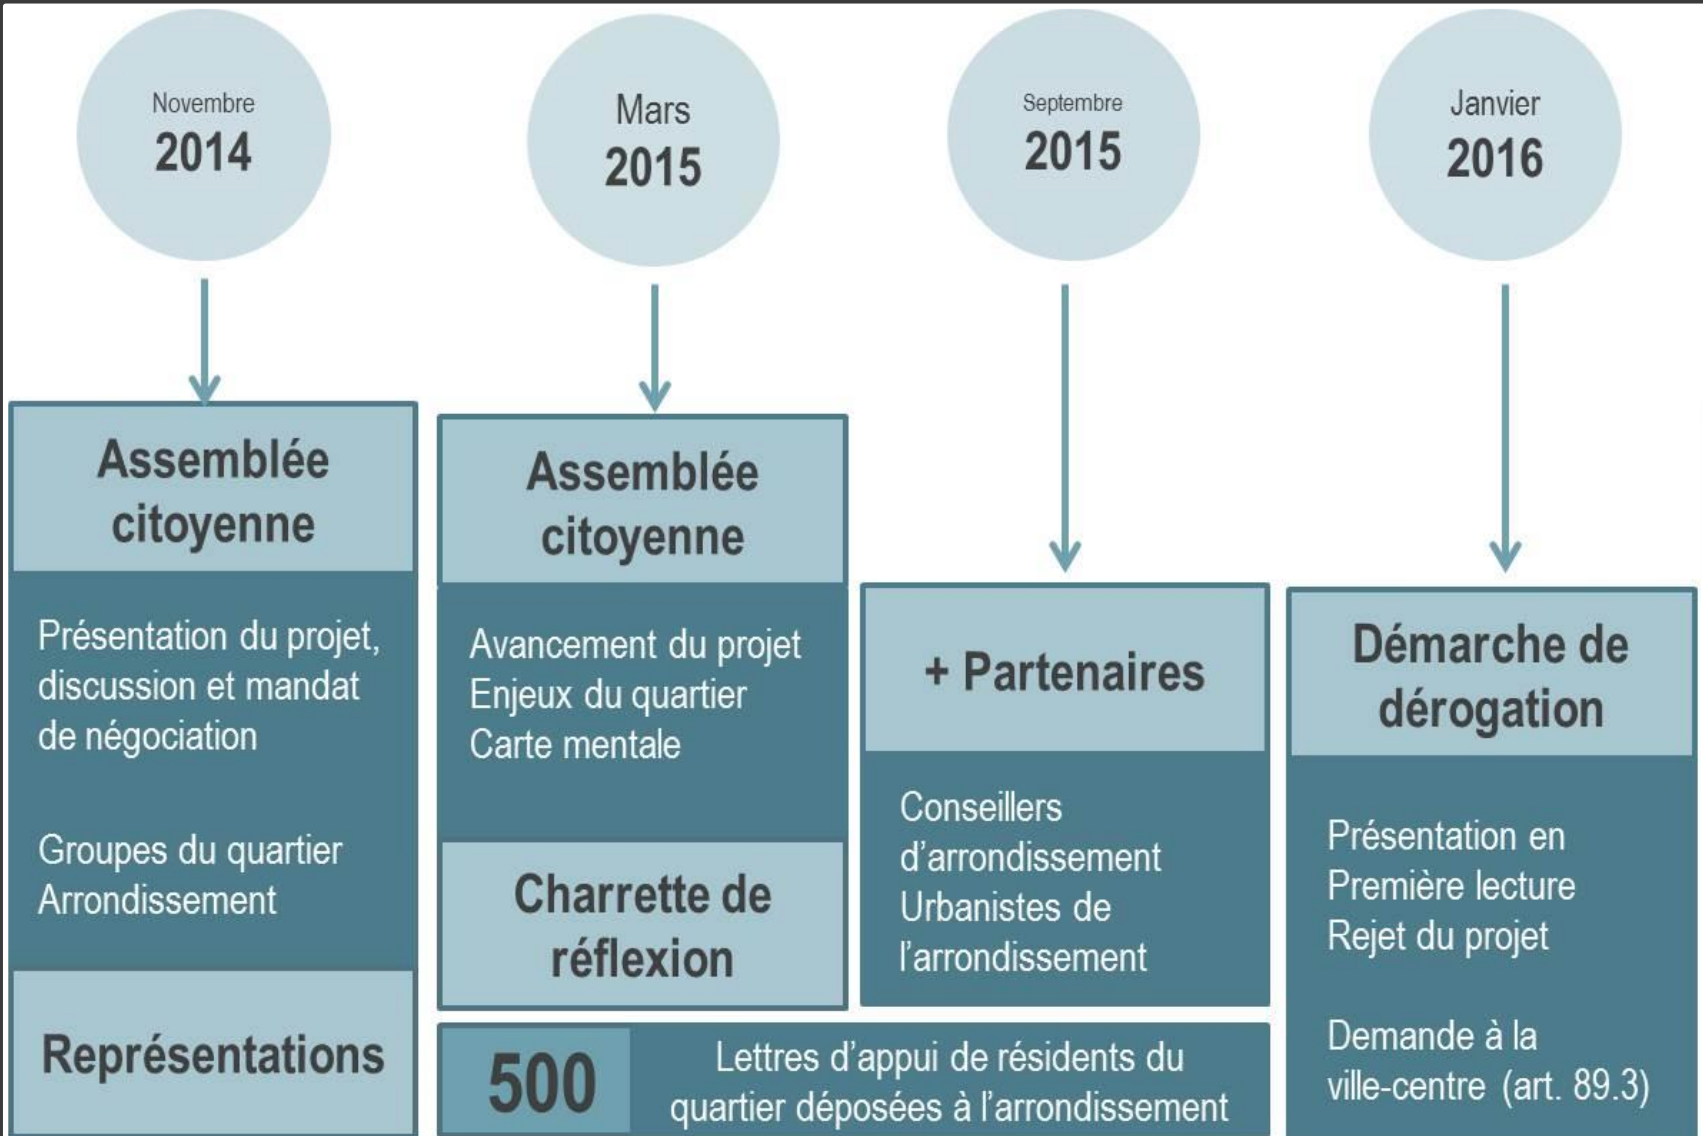 Novembre
2014
Mars
2015
Septembre
2015
Janvier
2016
Assemblée
citoyenne
Présentation du projet,
discussion et mandat
de négociation
Groupes du quartier
Arrondissement
Représentations
Assemblée
citoyenne
Avancement du projet
Enjeux du quartier
Carte mentale
Charrette de
réflexion
+ Partenaires
Conseillers
d'arrondissement
Urbanistes de
l'arrondissement
500
Lettres d'appui de résidents du
quartier déposées à l'arrondissement
Démarche de
dérogation
Présentation en
Première lecture
Rejet du projet
Demande à la
ville-centre (art. 89.3)